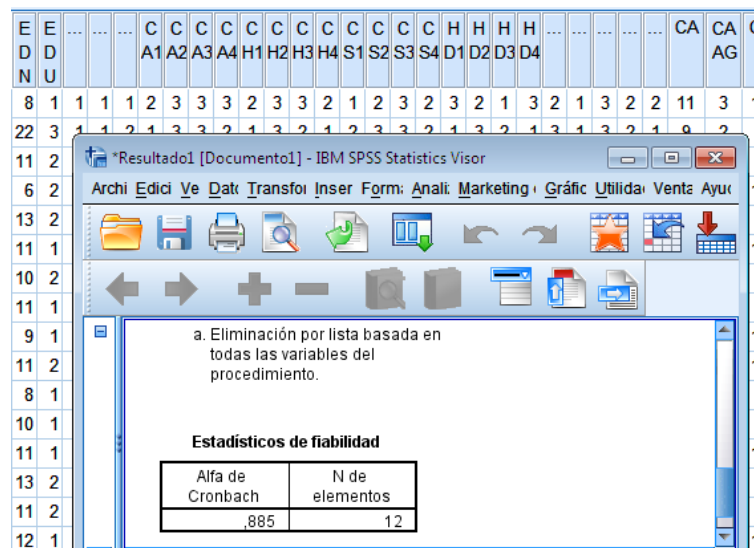 E E ... ... ... C C C C C C C C C C C C H H H H ... ... ... ... ... CA CA
D D A1 A2 A3 A4 H1 H2 H3 H4 S1 S2 S3 S4 D1 D2 D3 D4 AG
N U
8 1 1 1 1 2 3 3 3 2 3 3 2 1 2 3 2 3 2 1 3 2 1 3 2 2 11 3
22 3
11 2
*Resultado1 [Documento1] - IBM SPSS Statistics Visor
6 2
Archi Edici Ve Datc Transfor Inser Form: Anali: Marketing Gráfic Utilida Venta Ayuc
13 2
11 1
10 2
11 1
9 1
a. Eliminación por lista basada en
11 2
todas las variables del
8 1
procedimiento.
10 1
11 1
Estadísticos de fiabilidad
13 2
Alfa de N de
Cronbach elementos
11 2
,885 12
12 1